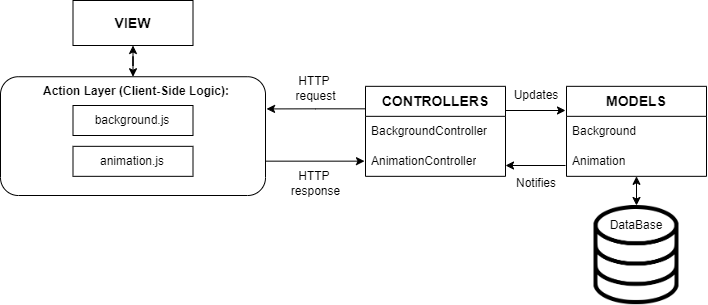 VIEW
Action Layer (Client-Side Logic):
background.js
animation.js
HTTP
request
HTTP
response
CONTROLLERS
BackgroundController
AnimationController
Updates
Notifies
MODELS
Background
Animation
DataBase